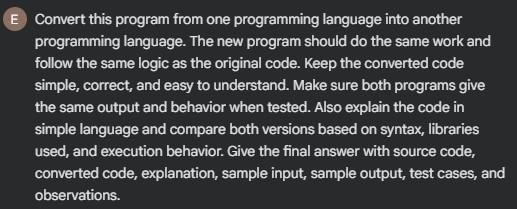 E Convert this program from one programming language into another
programming language. The new program should do the same work and
follow the same logic as the original code. Keep the converted code
simple, correct, and easy to understand. Make sure both programs give
the same output and behavior when tested. Also explain the code in
simple language and compare both versions based on syntax, libraries
used, and execution behavior. Give the final answer with source code,
converted code, explanation, sample input, sample output, test cases, and
observations.